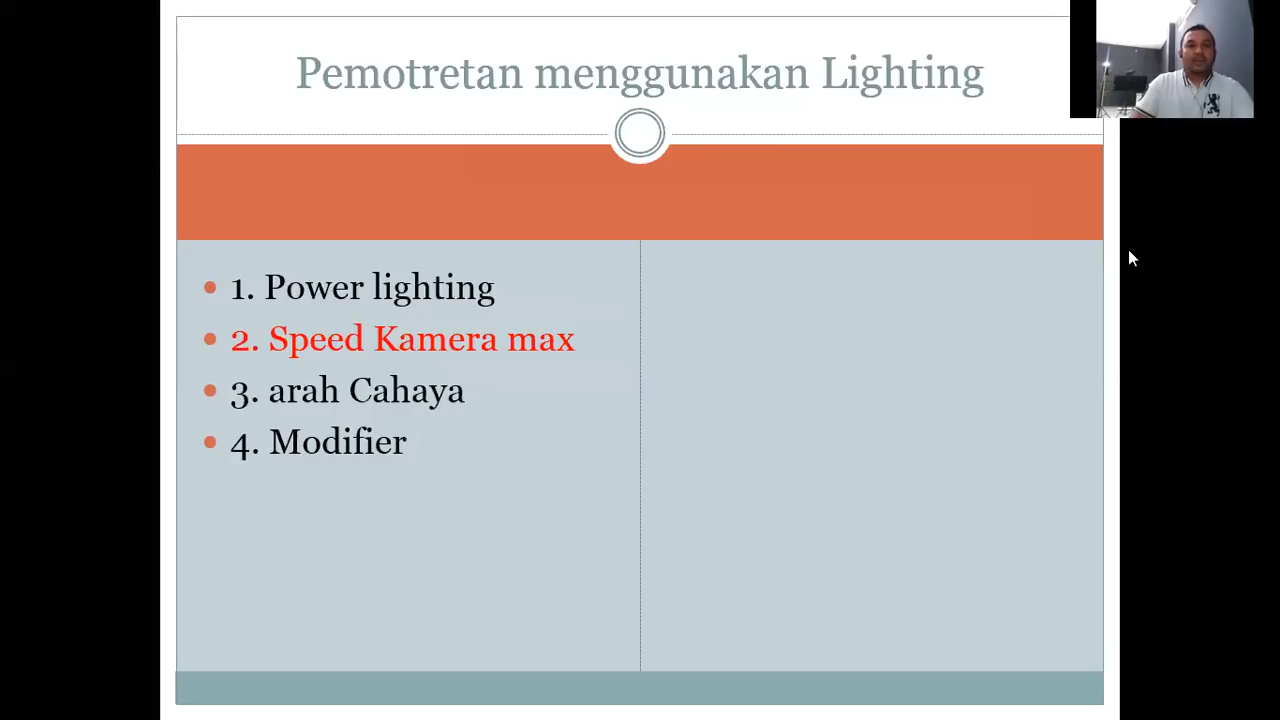 Pemotretan menggunakan Lighting
1. Power lighting
2. Speed Kamera max
3. arah Cahaya
4. Modifier